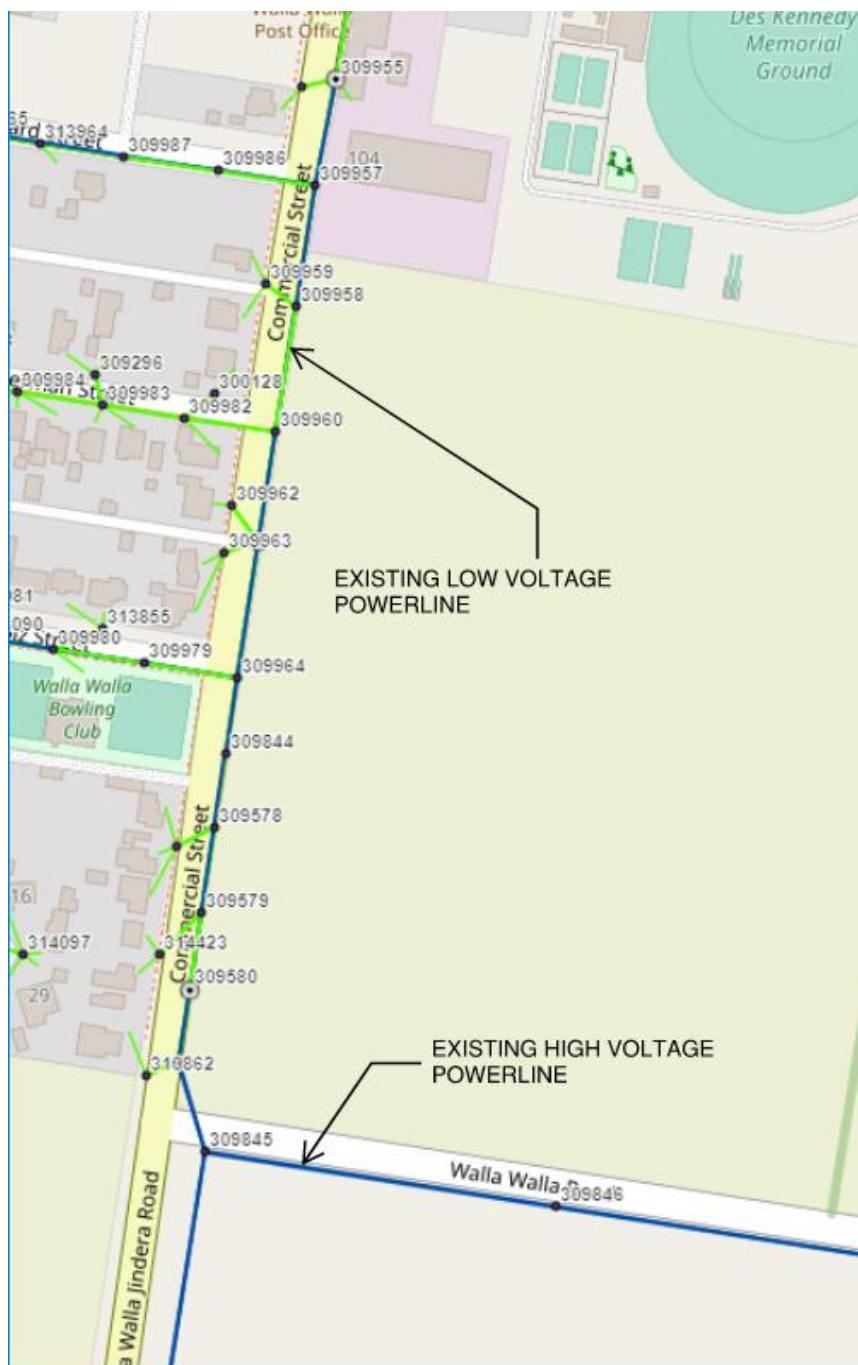 Post Office
Des Kennedy
Memorial
Ground
309955
313964
309987
309986
104
309957
Commercial Street
309959
309958
309296
300128
309984
309983
309982
309960
309962
309963
EXISTING LOW VOLTAGE
POWERLINE
313855
309980
309979
309964
Walla Walla
Bowling
Club
309844
309578
Commercial Street
309579
16
314097
314423
309580
29
EXISTING HIGH VOLTAGE
POWERLINE
309845
Walla Walla
309846
Walla Jindera Road